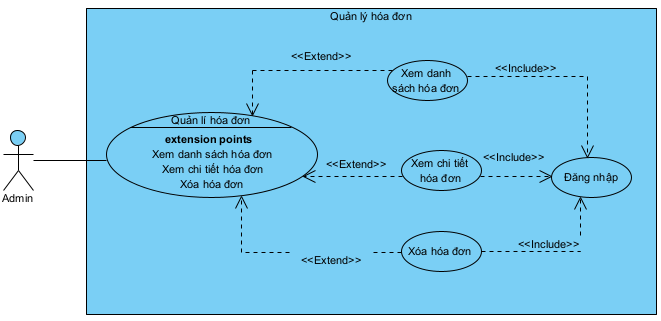 Quản lý hóa đơn
<<Extend>>
Xem danh
sách hóa đơn
<<Include>>
Quản lí hóa đơn
extension points
Xem danh sách hóa đơn
Xem chi tiết hóa đơn
Xóa hóa đơn
<<Extend>>
Xem chi tiết
hóa đơn
<<Include>>
Đăng nhập
Admin
<<Extend>>
Xóa hóa đơn
<<Include>>